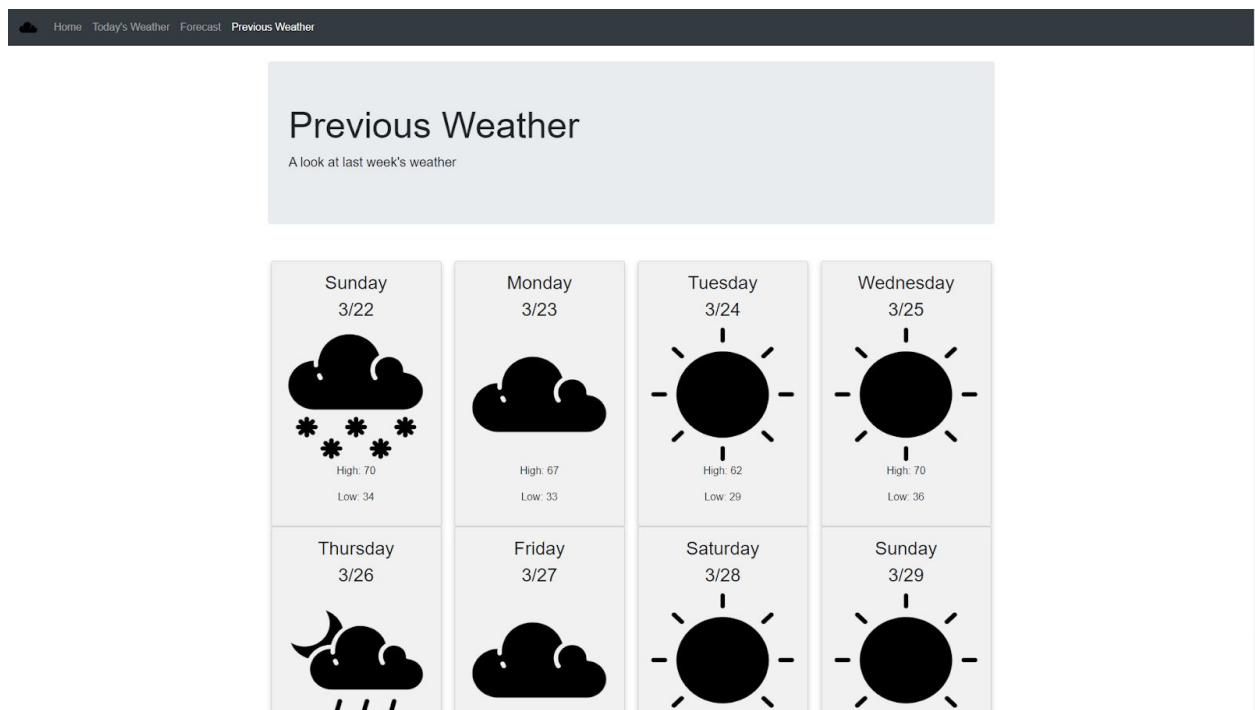 Home Today's Weather Forecast Previous Weather
Previous Weather
A look at last week's weather
Sunday
3/22
High: 70
Low: 34
Monday
3/23
High: 67
Low: 33
Tuesday
3/24
High: 62
Low: 29
Wednesday
3/25
High: 70
Low: 36
Thursday
3/26
Friday
3/27
Saturday
3/28
Sunday
3/29